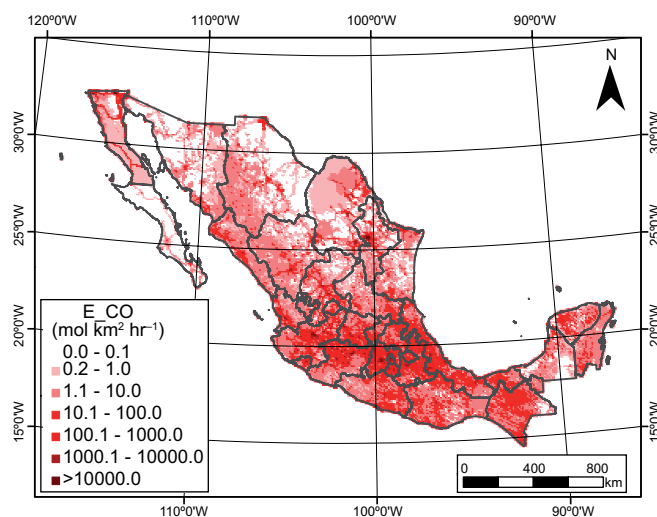 120°0'W 110°0'W 100°0'W 90°0'W
N
30°0'W 30°0'W
25°0'W 25°0'W
20°0'W 20°0'W
15°0'W 15°0'W
E_CO
(mol km² hr⁻¹)
0.0 - 0.1
0.2 - 1.0
1.1 - 10.0
10.1 - 100.0
100.1 - 1000.0
1000.1 - 10000.0
>10000.0
0 400 800
km
110°0'W 100°0'W 90°0'W